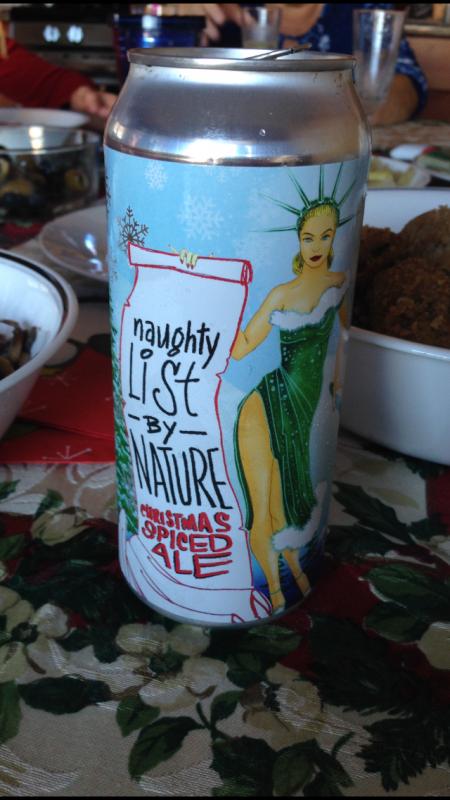 naughty
List
-BY-
NATURE
CHRISTMAS
SPICED
ALE